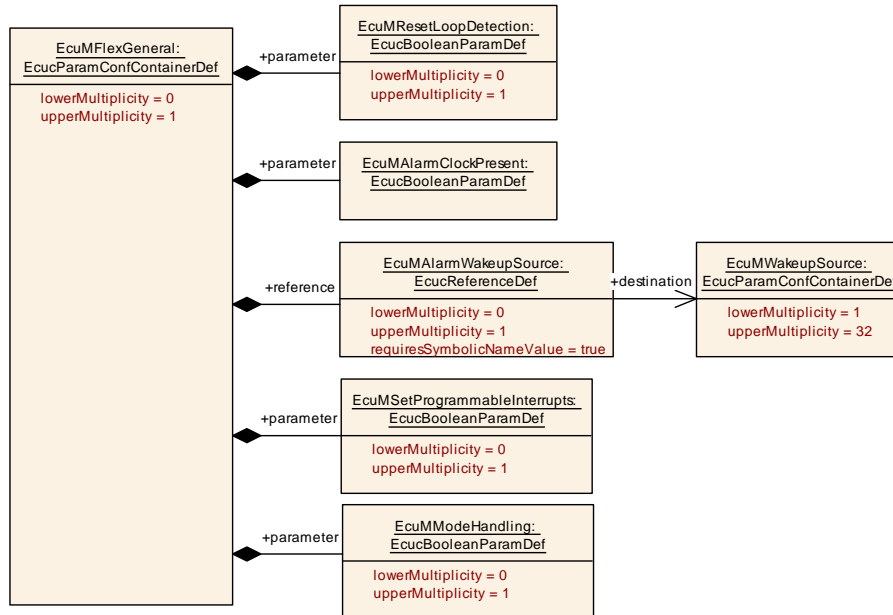 EcuMFlexGeneral:
EcucParamConfContainerDef
lowerMultiplicity = 0
upperMultiplicity = 1
+parameter
EcuMResetLoopDetection:
EcucBooleanParamDef
lowerMultiplicity = 0
upperMultiplicity = 1
+parameter
EcuMAlarmClockPresent:
EcucBooleanParamDef
+reference
EcuMAlarmWakeupSource:
EcucReferenceDef
lowerMultiplicity = 0
upperMultiplicity = 1
requiresSymbolicNameValue = true
+destination
EcuMWakeupSource:
EcucParamConfContainerDef
lowerMultiplicity = 1
upperMultiplicity = 32
+parameter
EcuMSetProgrammableInterrupts:
EcucBooleanParamDef
lowerMultiplicity = 0
upperMultiplicity = 1
+parameter
EcuMModeHandling:
EcucBooleanParamDef
lowerMultiplicity = 0
upperMultiplicity = 1